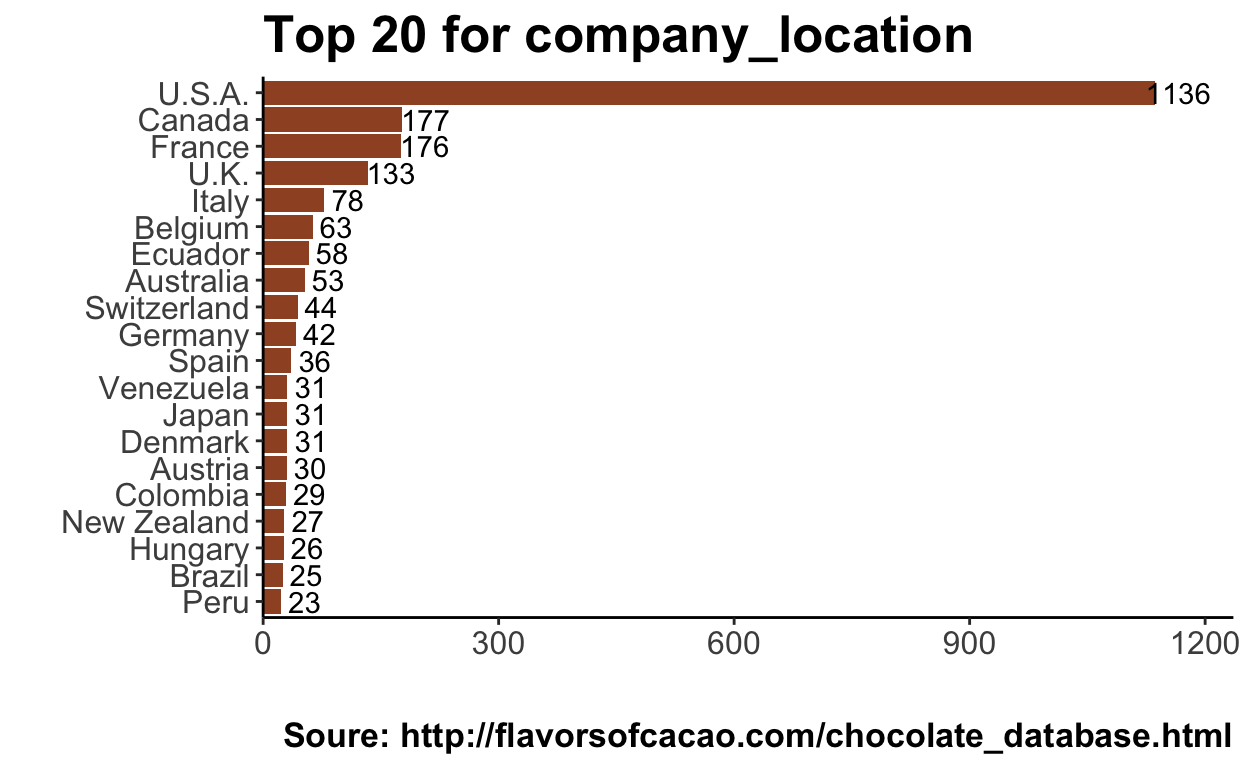 Top 20 for company_location
U.S.A. 1136
Canada 177
France 176
U.K. 133
Italy 78
Belgium 63
Ecuador 58
Australia 53
Switzerland 44
Germany 42
Spain 36
Venezuela 31
Japan 31
Denmark 31
Austria 30
Colombia 29
New Zealand 27
Hungary 26
Brazil 25
Peru 23
0 300 600 900 1200
Soure: http://flavorsofcacao.com/chocolate_database.html